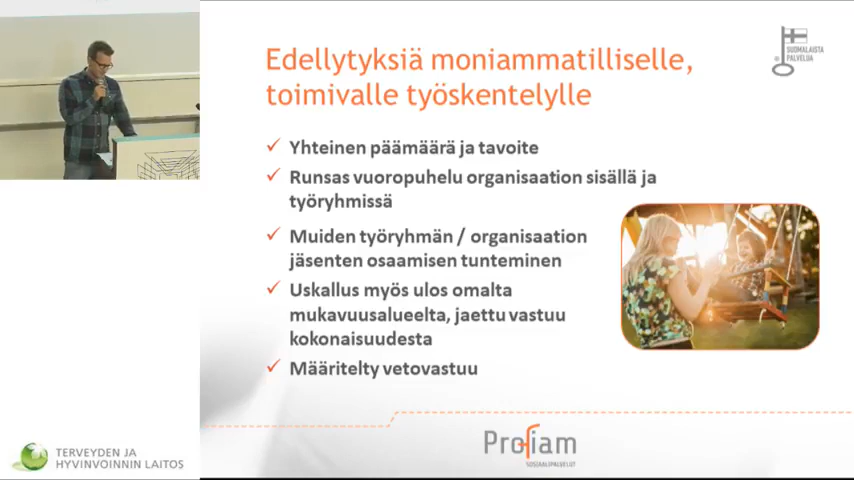 Edellytyksiä moniammatilliselle,
toimivalle työskentelylle
SUOMALAISTA
PALVELUA
Yhteinen päämäärä ja tavoite
Runsas vuoropuhelu organisaation sisällä ja
työryhmissä
Muiden työryhmän / organisaation
jäsenten osaamisen tunteminen
Uskallus myös ulos omalta
mukavuusalueelta, jaettu vastuu
kokonaisuudesta
Määritelty vetovastuu
TERVEYDEN JA
HYVINVOINNIN LAITOS
Profiam
SOSIAALIPALVELUT